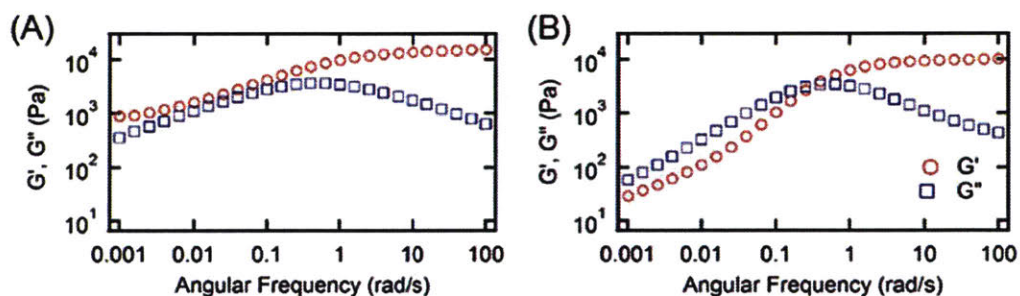 (A)
G', G" (Pa)
10⁴
10³
10²
10¹
0.001 0.01 0.1 1 10 100
Angular Frequency (rad/s)
(B)
G', G" (Pa)
10⁴
10³
10²
10¹
G'
G"
0.001 0.01 0.1 1 10 100
Angular Frequency (rad/s)